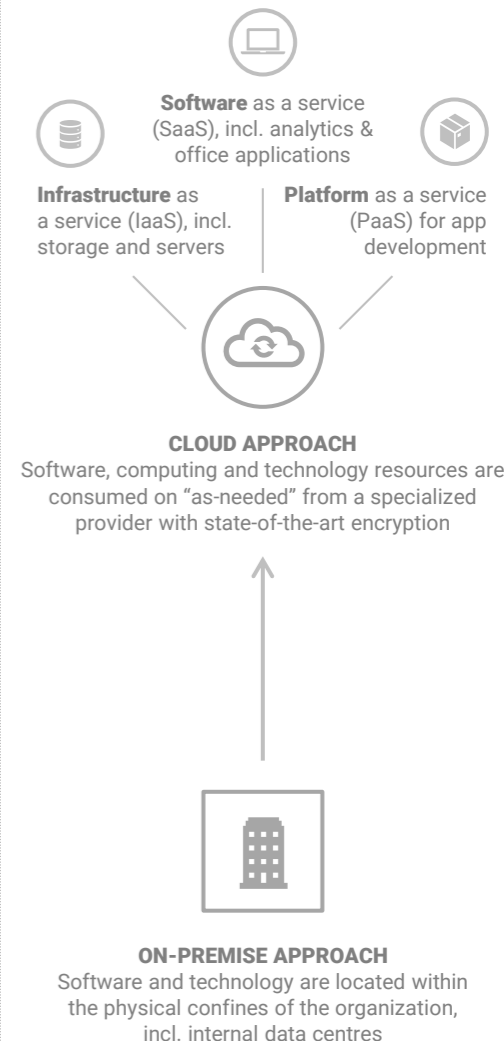 Software as a service
(SaaS), incl. analytics &
office applications
Infrastructure as
a service (IaaS), incl.
storage and servers
Platform as a service
(PaaS) for app
development
CLOUD APPROACH
Software, computing and technology resources are
consumed on “as-needed” from a specialized
provider with state-of-the-art encryption
ON-PREMISE APPROACH
Software and technology are located within
the physical confines of the organization,
incl. internal data centres